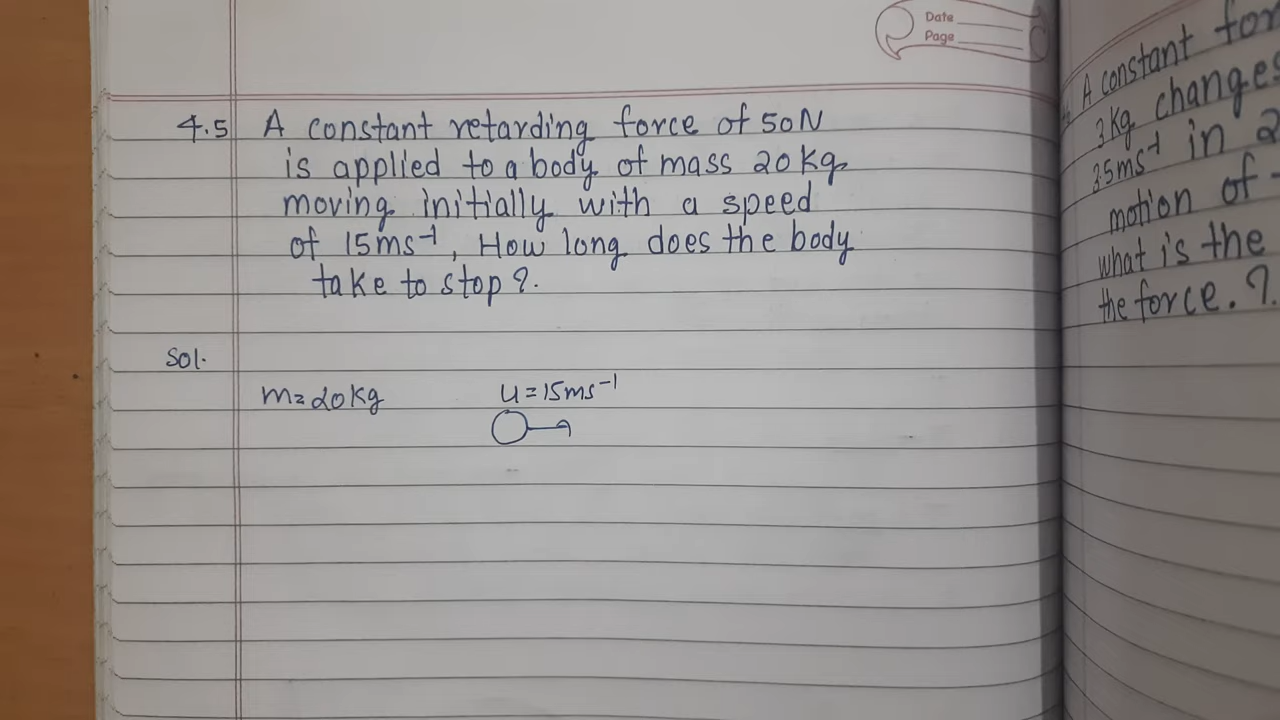 Date
Page
4.5 A constant retarding force of 50N
is applied to a body of mass 20kg
moving initially with a speed
of 15ms⁻¹, How long does the body
take to stop?.
Sol.
m=20kg u=15ms⁻¹
A constant for
3kg changes
3.5ms⁻¹ in 2
motion of
what is the
the force.?